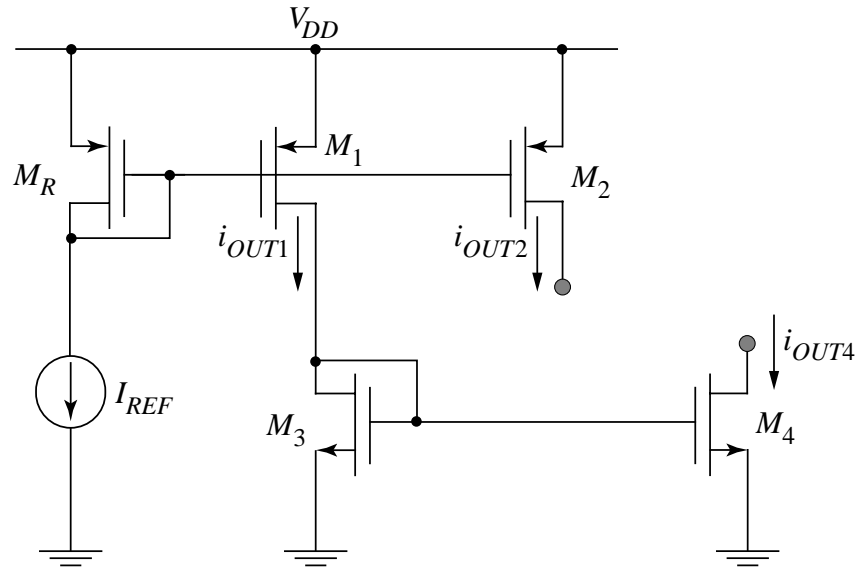 V_DD
M_R
M_1
M_2
i_OUT1
i_OUT2
i_OUT4
I_REF
M_3
M_4